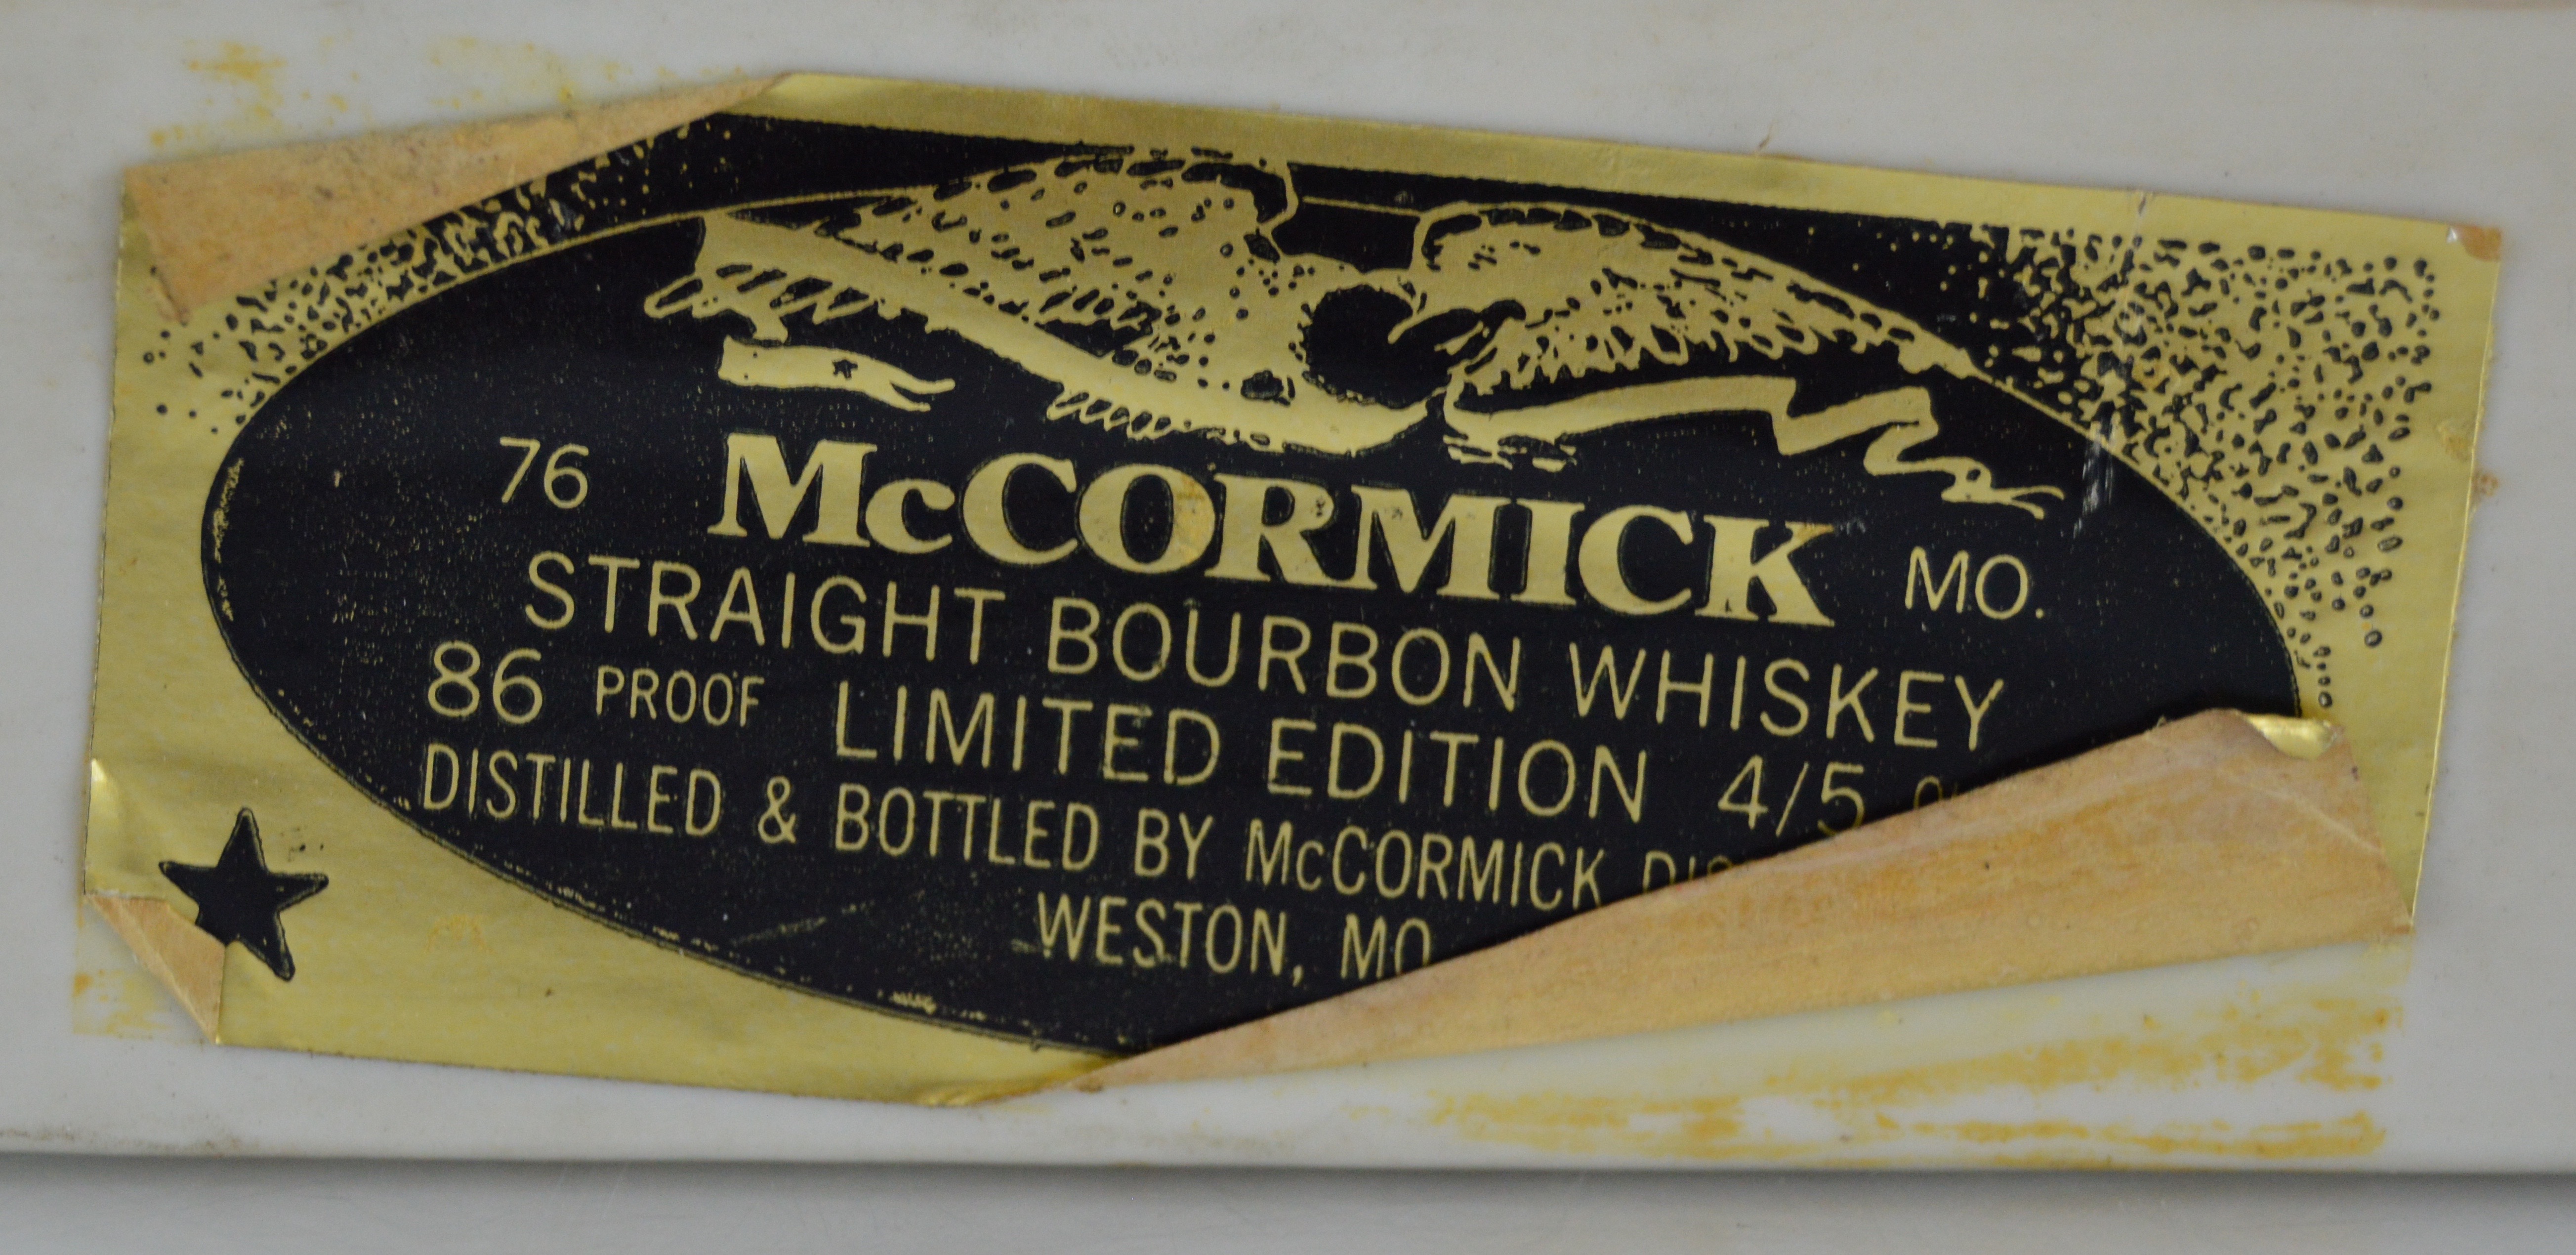 76 McCORMICK MO.
STRAIGHT BOURBON WHISKEY
86 PROOF LIMITED EDITION 4/5
DISTILLED & BOTTLED BY McCORMICK
WESTON, MO